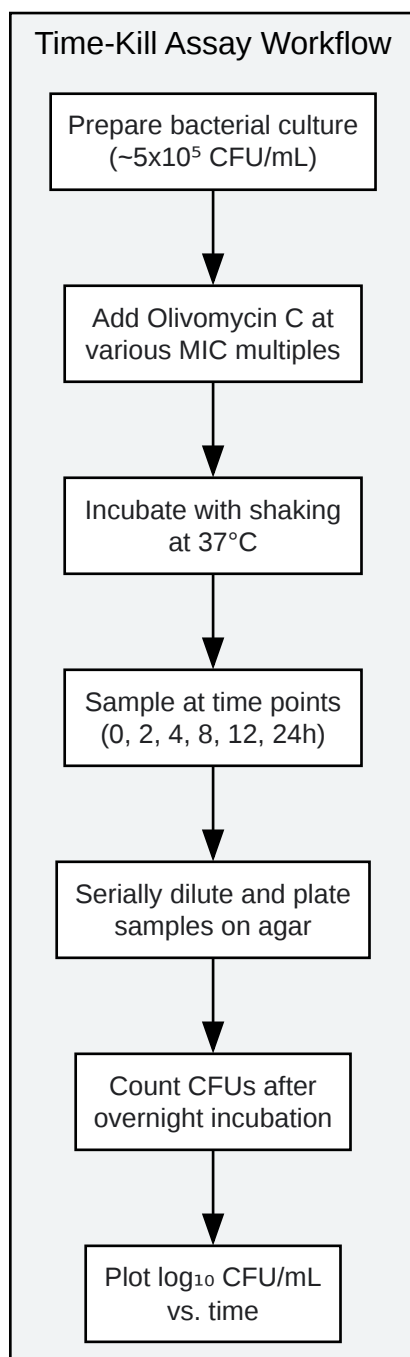 Time-Kill Assay Workflow
Prepare bacterial culture
(~5x10⁵ CFU/mL)
Add Olivomycin C at
various MIC multiples
Incubate with shaking
at 37°C
Sample at time points
(0, 2, 4, 8, 12, 24h)
Serially dilute and plate
samples on agar
Count CFUs after
overnight incubation
Plot log₁₀ CFU/mL
vs. time